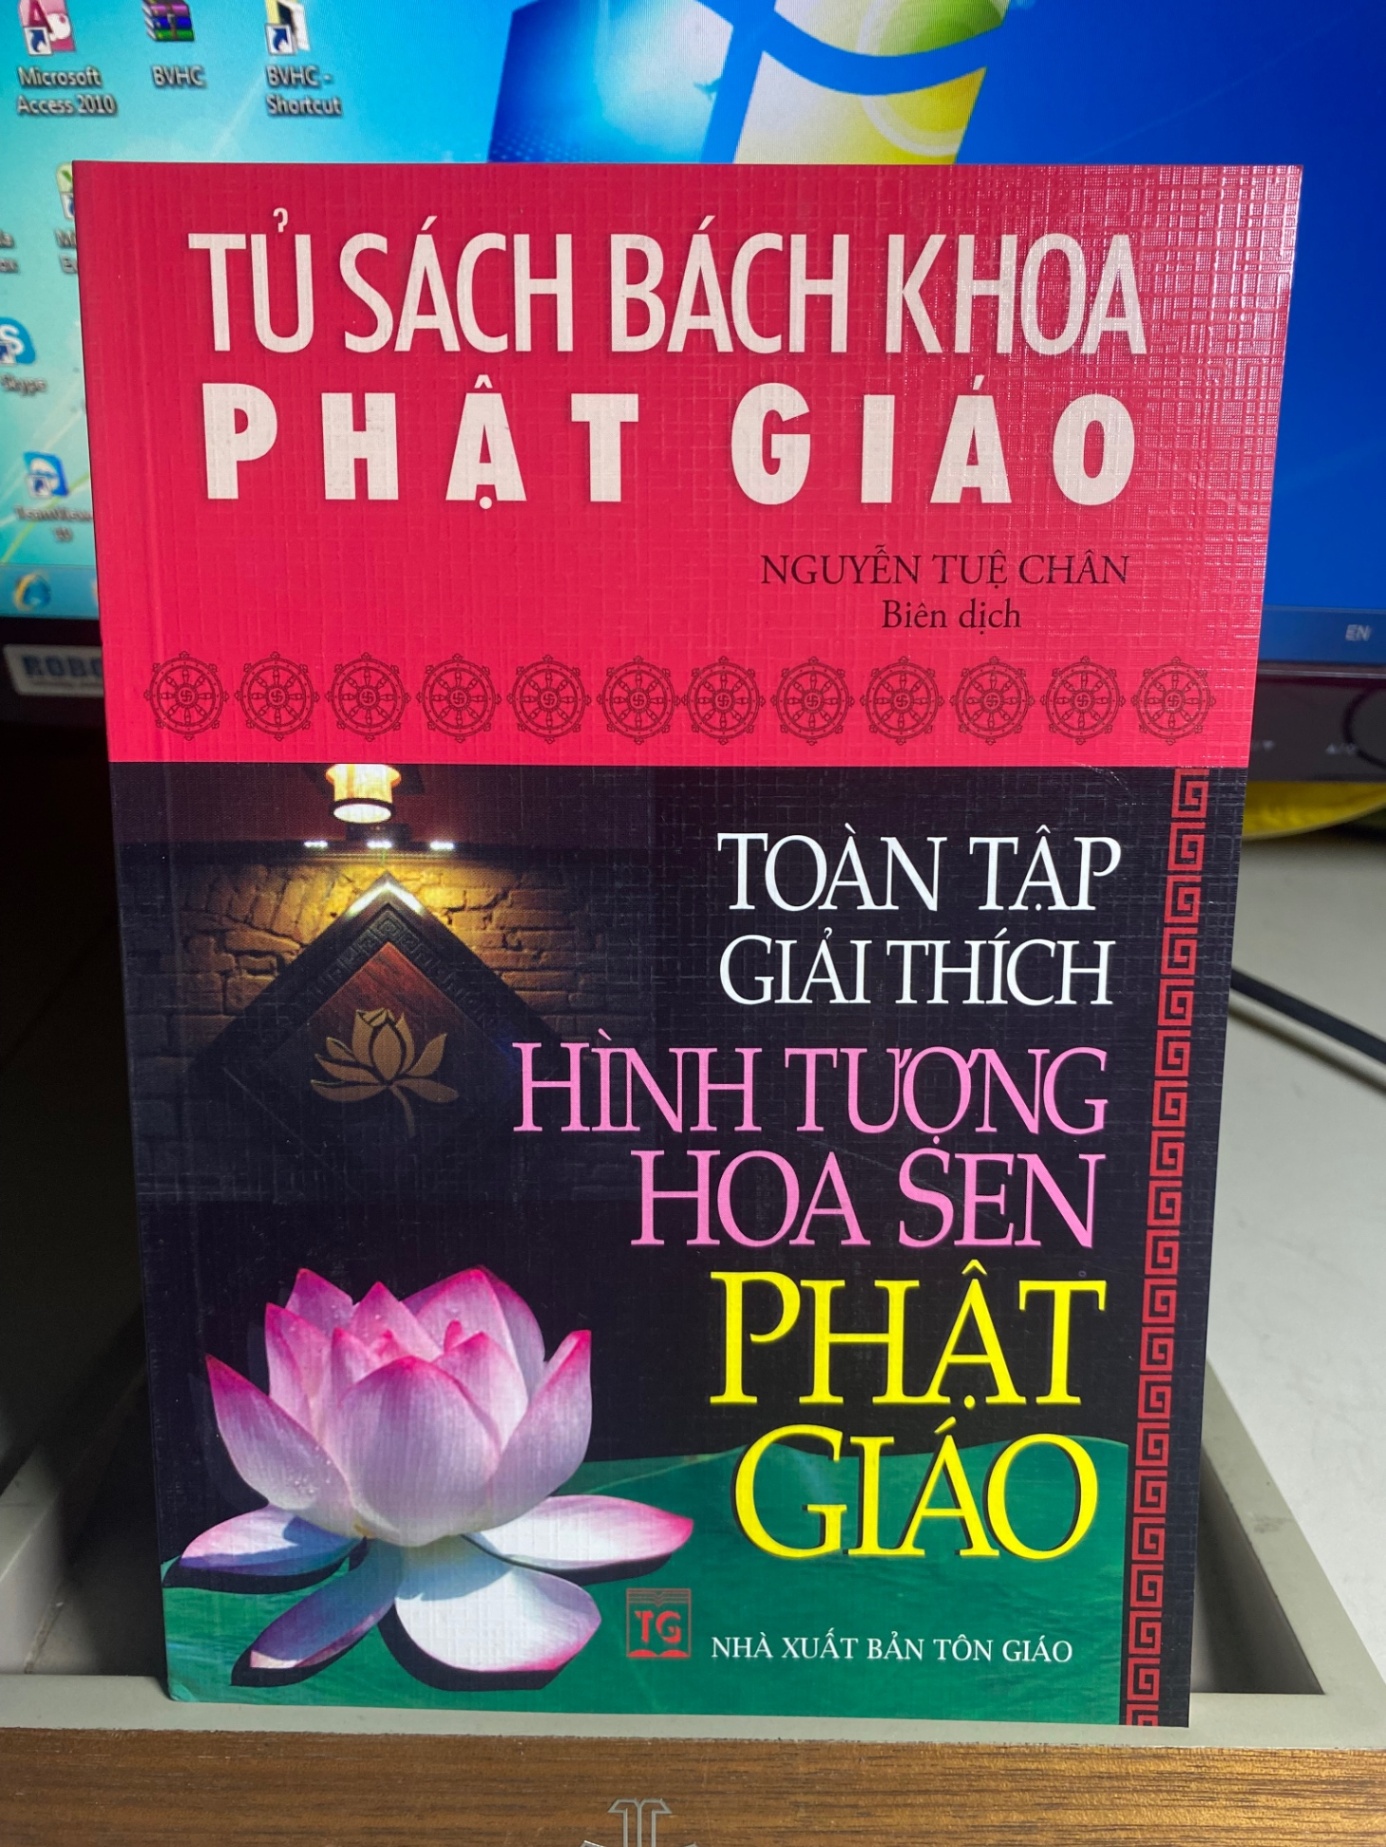 Microsoft
Access 2010
BVHC
BVHC -
Shortcut
Skype
EN
TỦ SÁCH BÁCH KHOA
PHẬT GIÁO
NGUYỄN TUỆ CHÂN
Biên dịch
TOÀN TẬP
GIẢI THÍCH
HÌNH TƯỢNG
HOA SEN
PHẬT
GIÁO
TG
NHÀ XUẤT BẢN TÔN GIÁO